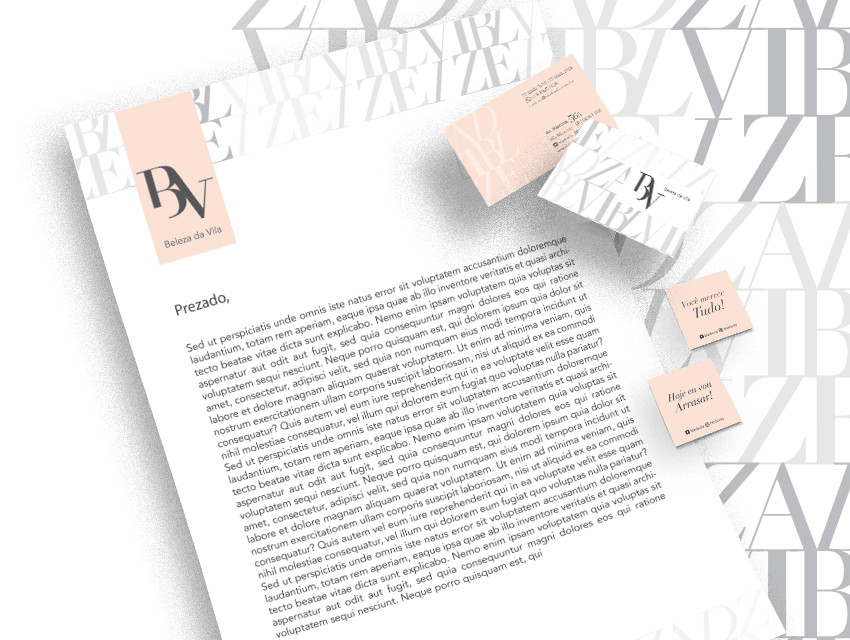 BV
Beleza da Vila
Prezado,
Sed ut perspiciatis unde omnis iste natus error sit voluptatem accusantium doloremque
laudantium, totam rem aperiam, eaque ipsa quae ab illo inventore veritatis et quasi archi-
tecto beatae vitae dicta sunt explicabo. Nemo enim ipsam voluptatem quia voluptas sit
aspernatur aut odit aut fugit, sed quia consequuntur magni dolores eos qui ratione
voluptatem sequi nesciunt. Neque porro quisquam est, qui dolorem ipsum quia dolor sit
amet, consectetur, adipisci velit, sed quia non numquam eius modi tempora incidunt ut
labore et dolore magnam aliquam quaerat voluptatem. Ut enim ad minima veniam, quis
nostrum exercitationem ullam corporis suscipit laboriosam, nisi ut aliquid ex ea commodi
consequatur? Quis autem vel eum iure reprehenderit qui in ea voluptate velit esse quam
nihil molestiae consequatur, vel illum qui dolorem eum fugiat quo voluptas nulla pariatur?
Sed ut perspiciatis unde omnis iste natus error sit voluptatem accusantium doloremque
laudantium, totam rem aperiam, eaque ipsa quae ab illo inventore veritatis et quasi archi-
tecto beatae vitae dicta sunt explicabo. Nemo enim ipsam voluptatem quia voluptas sit
aspernatur aut odit aut fugit, sed quia consequuntur magni dolores eos qui ratione
voluptatem sequi nesciunt. Neque porro quisquam est, qui dolorem ipsum quia dolor sit
amet, consectetur, adipisci velit, sed quia non numquam eius modi tempora incidunt ut
labore et dolore magnam aliquam quaerat voluptatem. Ut enim ad minima veniam, quis
nostrum exercitationem ullam corporis suscipit laboriosam, nisi ut aliquid ex ea commodi
consequatur? Quis autem vel eum iure reprehenderit qui in ea voluptate velit esse quam
nihil molestiae consequatur, vel illum qui dolorem eum fugiat quo voluptas nulla pariatur?
Sed ut perspiciatis unde omnis iste natus error sit voluptatem accusantium doloremque
laudantium, totam rem aperiam, eaque ipsa quae ab illo inventore veritatis et quasi archi-
tecto beatae vitae dicta sunt explicabo. Nemo enim ipsam voluptatem quia voluptas sit
aspernatur aut odit aut fugit, sed quia consequuntur magni dolores eos qui ratione
voluptatem sequi nesciunt. Neque porro quisquam est, qui
BV
Beleza da Vila
Você merece
Tudo!
Hoje eu vou
Arrasar!